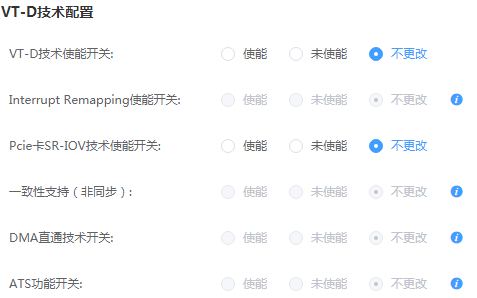 VT-D技术配置
VT-D技术使能开关: 使能 未使能 不更改
Interrupt Remapping使能开关: 使能 未使能 不更改
Pcie卡SR-IOV技术使能开关: 使能 未使能 不更改
一致性支持（非同步）: 使能 未使能 不更改
DMA直通技术开关: 使能 未使能 不更改
ATS功能开关: 使能 未使能 不更改